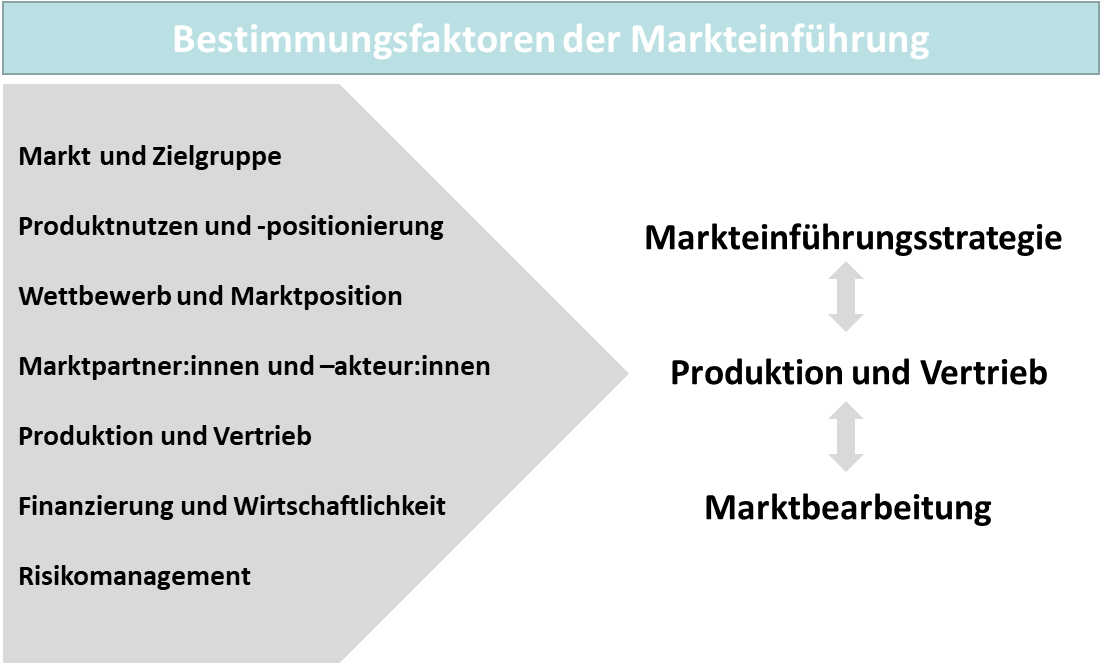 Bestimmungsfaktoren der Markteinführung
Markt und Zielgruppe
Produktnutzen und -positionierung
Wettbewerb und Marktposition
Marktpartner:innen und –akteur:innen
Produktion und Vertrieb
Finanzierung und Wirtschaftlichkeit
Risikomanagement
Markteinführungsstrategie
Produktion und Vertrieb
Marktbearbeitung